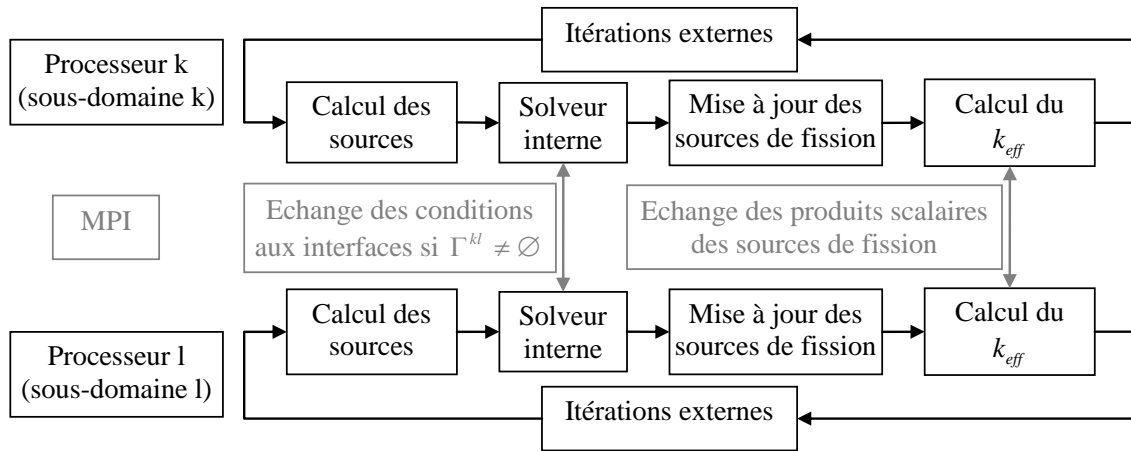 Itérations externes
Processeur k
(sous-domaine k)
Calcul des
sources
Solveur
interne
Mise à jour des
sources de fission
Calcul du
k_eff
MPI
Echange des conditions
aux interfaces si Γ^{kl} ≠ ∅
Echange des produits scalaires
des sources de fission
Processeur l
(sous-domaine l)
Calcul des
sources
Solveur
interne
Mise à jour des
sources de fission
Calcul du
k_eff
Itérations externes